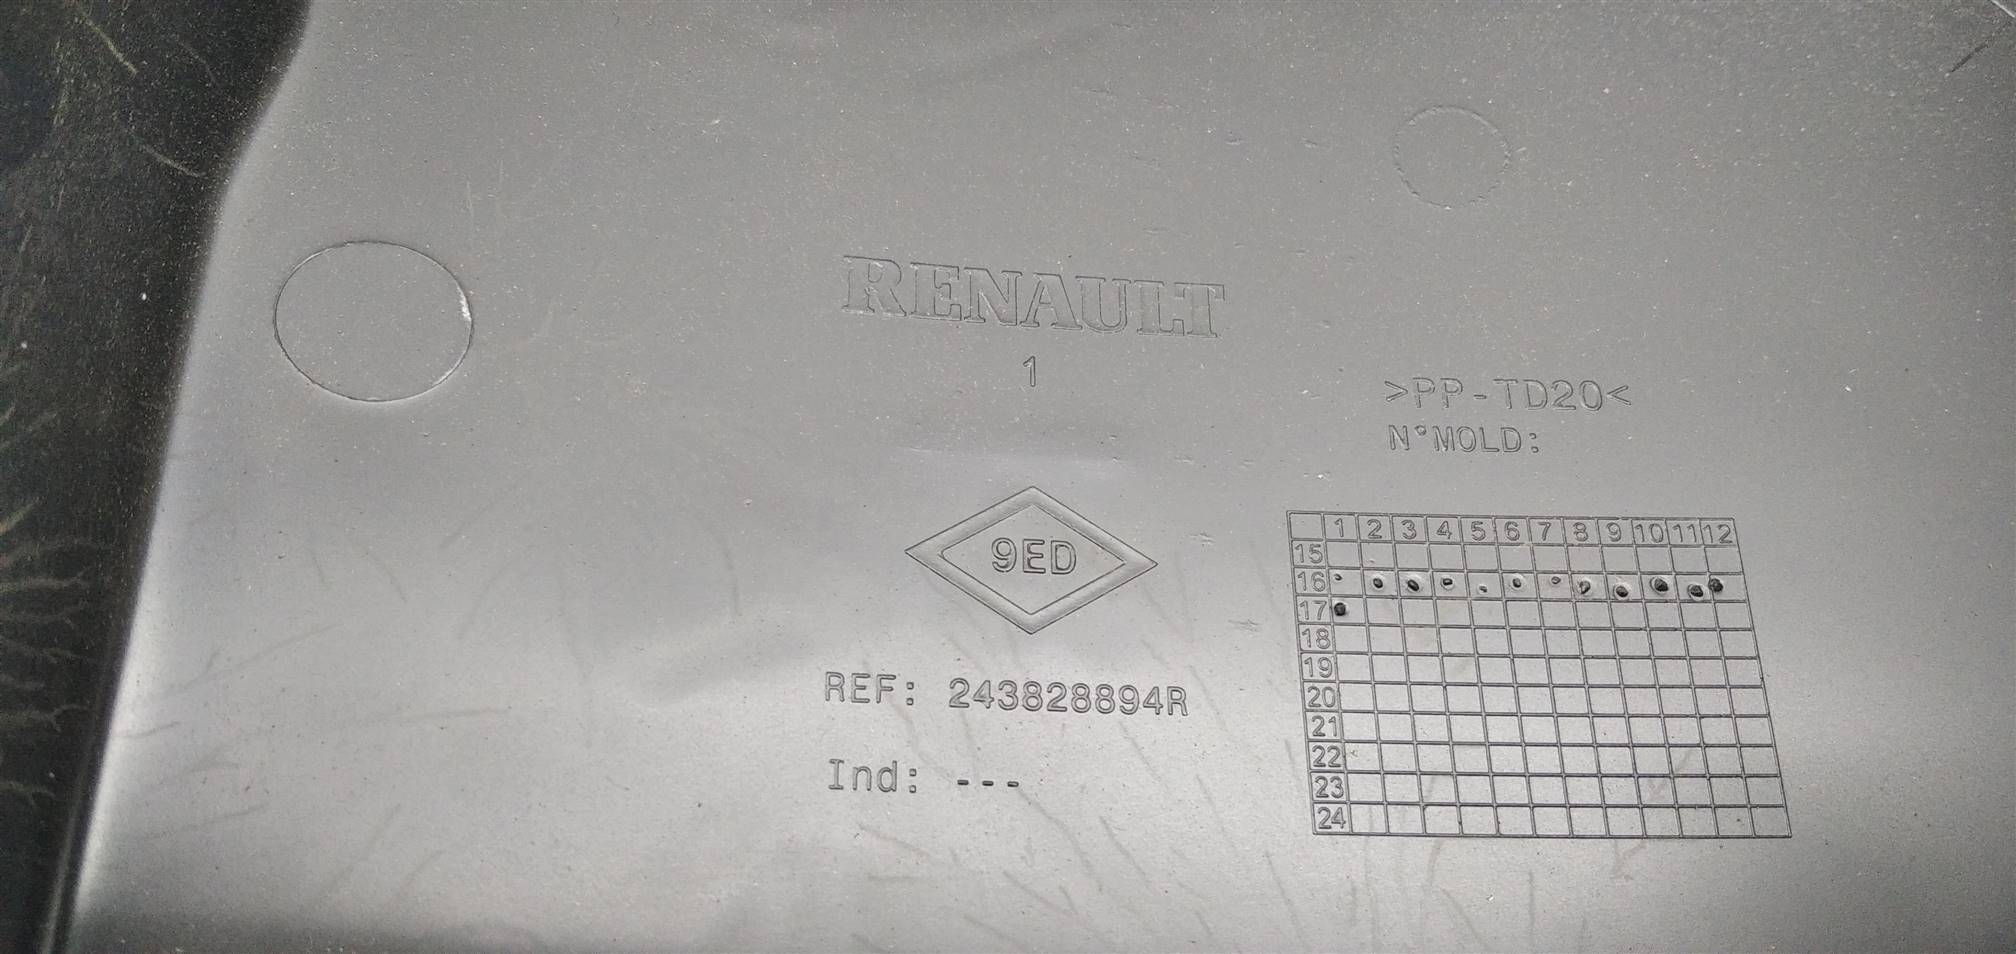 RENAULT
1
>PP-TD20<
N°MOLD:
9ED
REF: 243828894R
Ind: ---
1 2 3 4 5 6 7 8 9 10 11 12
15
16
17
18
19
20
21
22
23
24